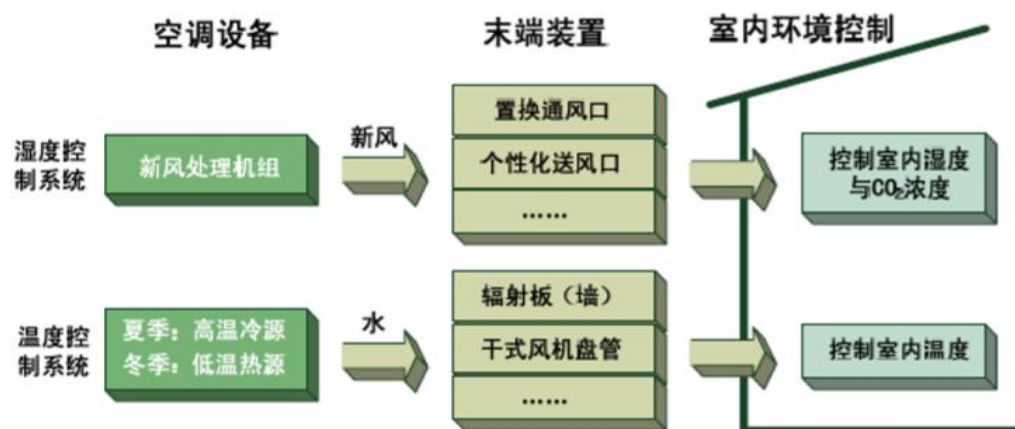 空调设备
末端装置
室内环境控制
湿度控
制系统
新风处理机组
新风
置换通风口
个性化送风口
……
控制室内湿度
与CO₂浓度
温度控
制系统
夏季：高温冷源
冬季：低温热源
水
辐射板（墙）
干式风机盘管
……
控制室内温度